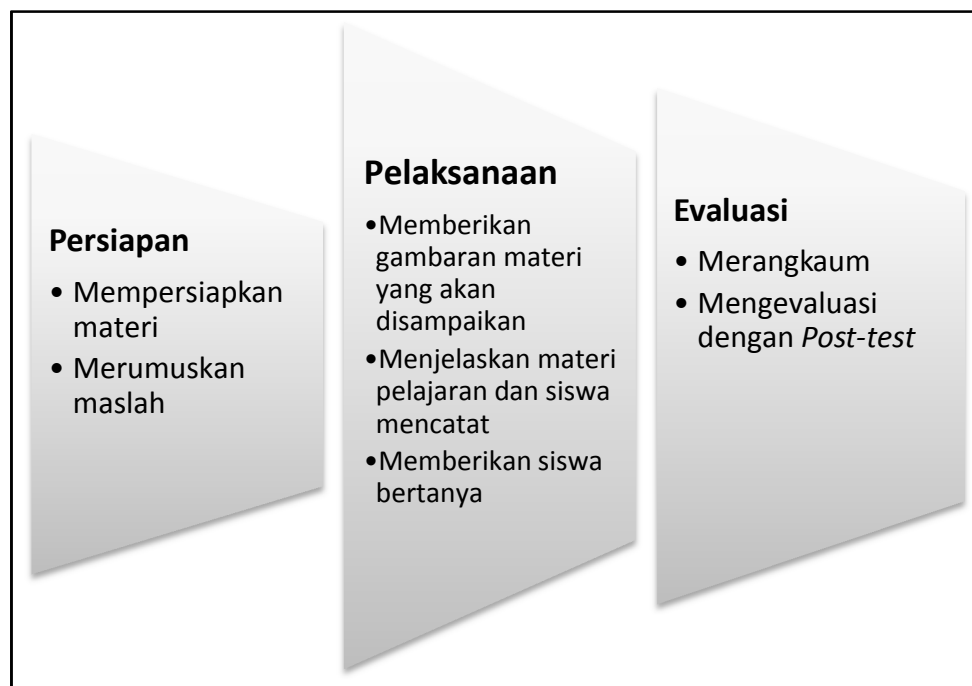 Persiapan
• Mempersiapkan
materi
• Merumuskan
maslah
Pelaksanaan
•Memberikan
gambaran materi
yang akan
disampaikan
•Menjelaskan materi
pelajaran dan siswa
mencatat
•Memberikan siswa
bertanya
Evaluasi
• Merangkaum
• Mengevaluasi
dengan Post-test